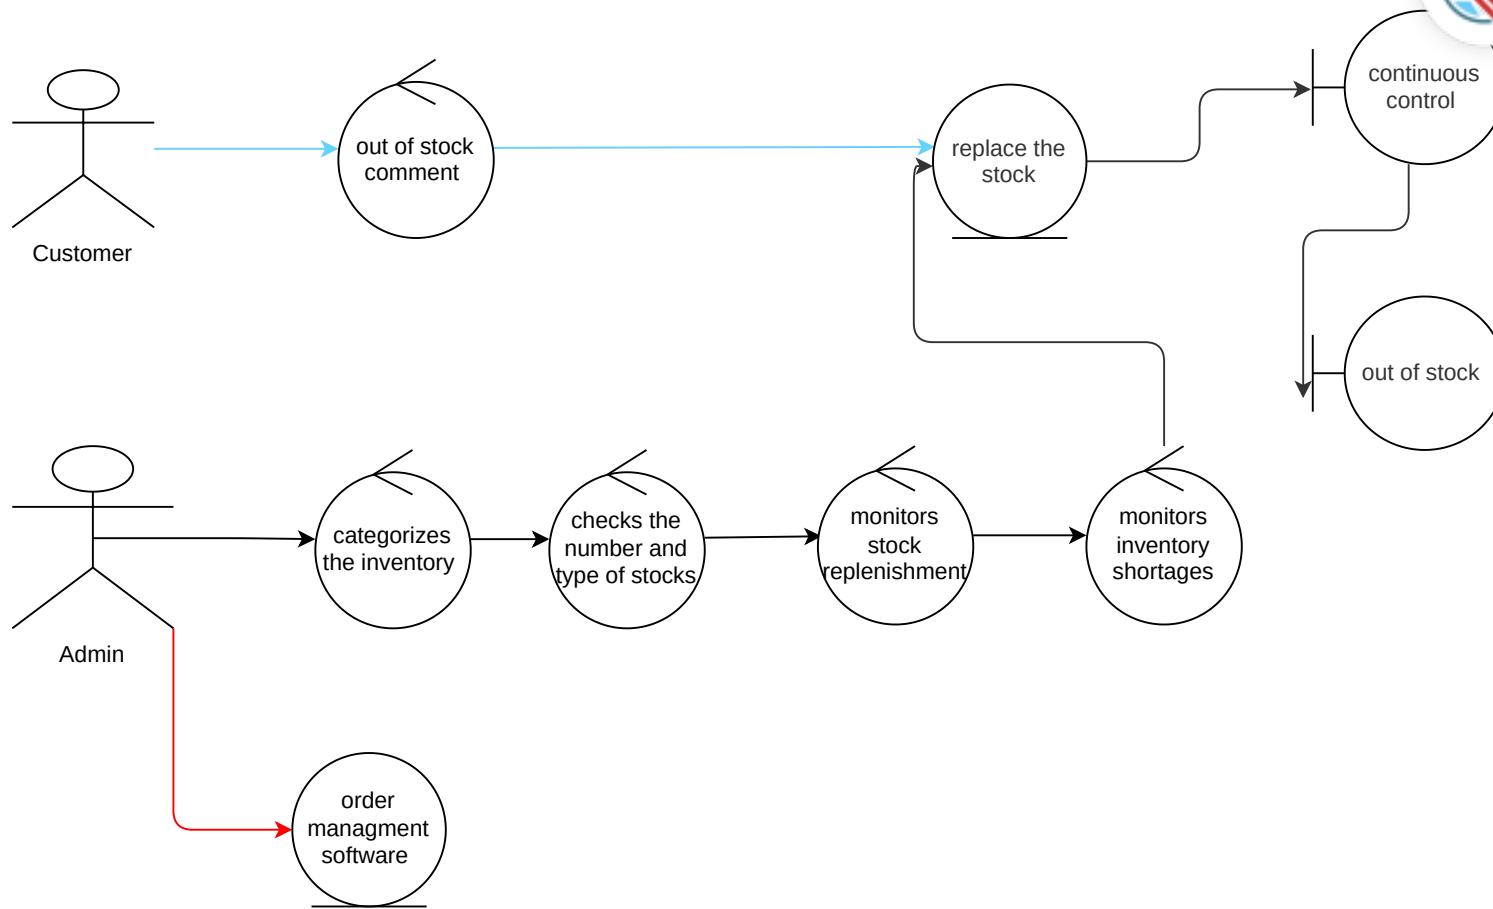 continuous
control
out of stock
comment
replace the
stock
Customer
out of stock
categorizes
the inventory
checks the
number and
type of stocks
monitors
stock
replenishment
monitors
inventory
shortages
Admin
order
managment
software